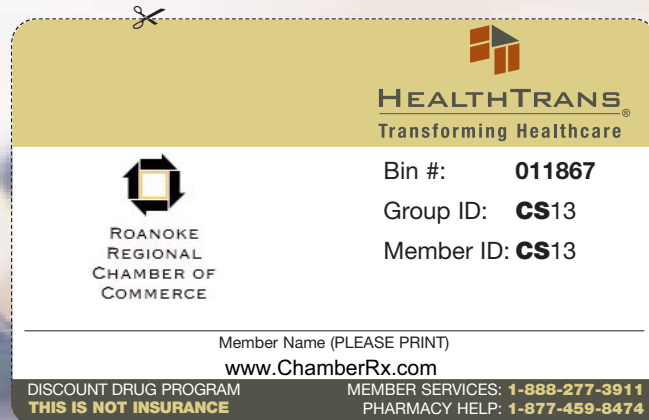 HEALTHTRANS®
Transforming Healthcare
Bin #: 011867
Group ID: CS13
Member ID: CS13
ROANOKE
REGIONAL
CHAMBER OF
COMMERCE
Member Name (PLEASE PRINT)
www.ChamberRx.com
DISCOUNT DRUG PROGRAM
THIS IS NOT INSURANCE
MEMBER SERVICES: 1-888-277-3911
PHARMACY HELP: 1-877-459-8474